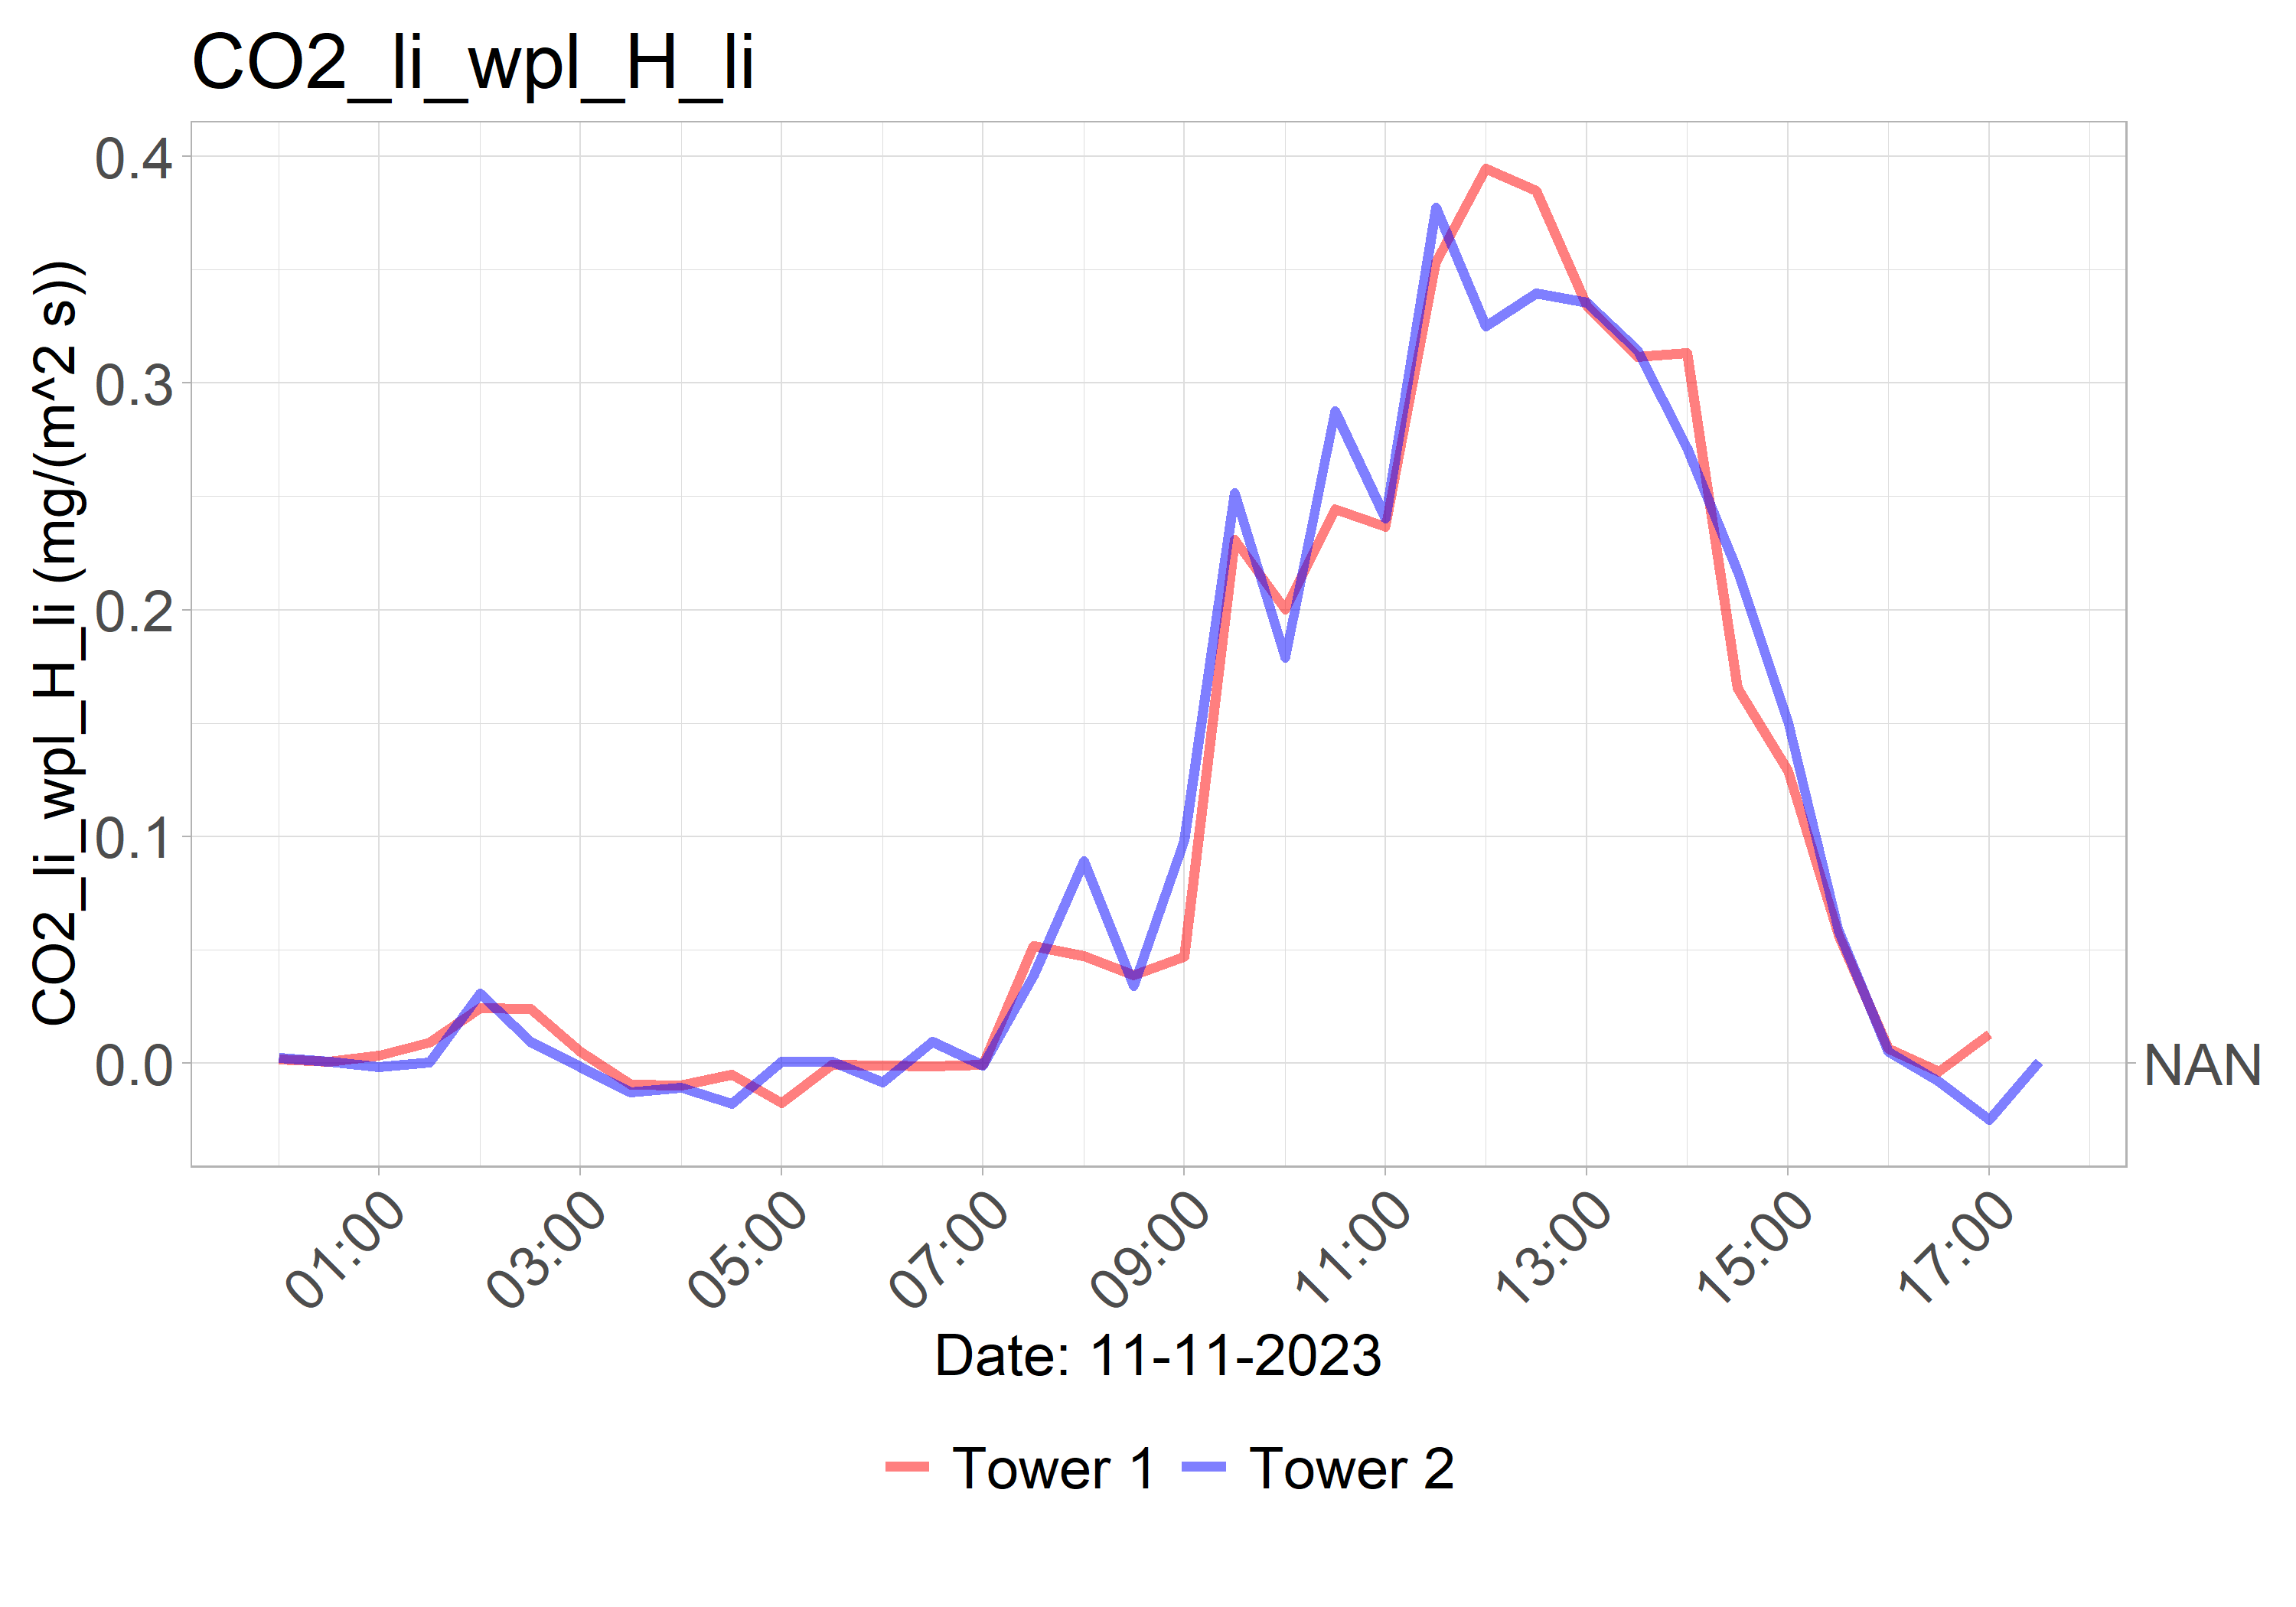 CO2_li_wpl_H_li
CO2_li_wpl_H_li (mg/(m^2 s))
0.4
0.3
0.2
0.1
0.0
NAN
01:00
03:00
05:00
07:00
09:00
11:00
13:00
15:00
17:00
Date: 11-11-2023
Tower 1
Tower 2